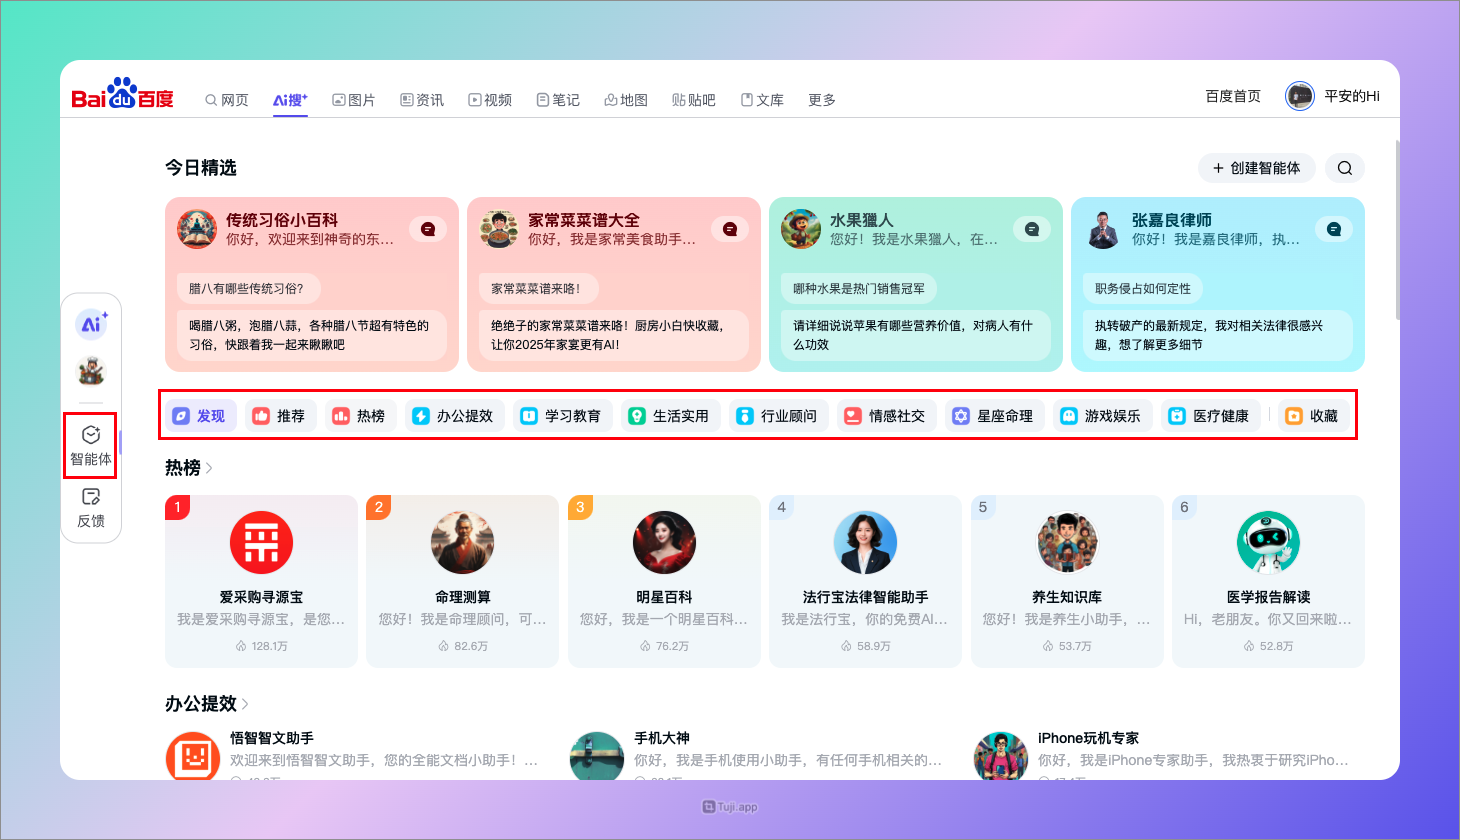 Bai du 百度
网页
Ai搜+
图片
资讯
视频
笔记
地图
贴吧
文库
更多
百度首页
平安的Hi
今日精选
+ 创建智能体
传统习俗小百科
你好，欢迎来到神奇的东...
腊八有哪些传统习俗？
喝腊八粥，泡腊八蒜，各种腊八节超有特色的
习俗，快跟着我一起来瞅瞅吧
家常菜菜谱大全
你好，我是家常美食助手...
家常菜菜谱来咯！
绝绝子的家常菜菜谱来咯！厨房小白快收藏，
让你2025年家宴更有AI！
水果獵人
您好！我是水果獵人，在...
哪种水果是热门销售冠军
请详细说说苹果有哪些营养价值，对病人有什
么功效
张嘉良律师
你好！我是嘉良律师，执...
职务侵占如何定性
执转破产的最新规定，我对相关法律很感兴
趣，想了解更多细节
Ai+
智能体
反馈
发现
推荐
热榜
办公提效
学习教育
生活实用
行业顾问
情感社交
星座命理
游戏娱乐
医疗健康
收藏
热榜
1
爱采购寻源宝
我是爱采购寻源宝，是您...
128.1万
2
命理测算
您好！我是命理顾问，可...
82.6万
3
明星百科
您好，我是一个明星百科...
76.2万
4
法行宝法律智能助手
我是法行宝，你的免费AI...
58.9万
5
养生知识库
您好！我是养生小助手，...
53.7万
6
医学报告解读
Hi，老朋友。你又回来啦...
52.8万
办公提效
悟智智文助手
欢迎来到悟智智文助手，您的全能文档小助手！...
手机大神
你好，我是手机使用小助手，有任何手机相关的...
iPhone玩机专家
你好，我是iPhone专家助手，我热衷于研究iPho...
Tuji.app